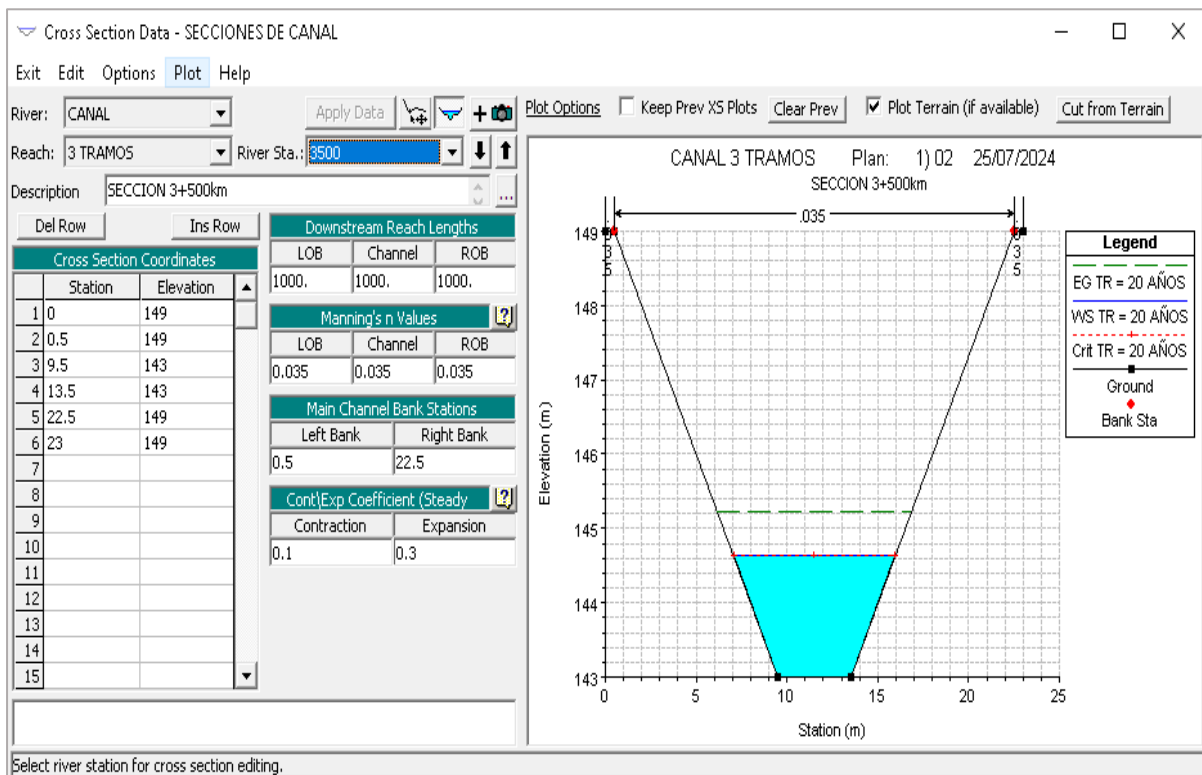 Cross Section Data - SECCIONES DE CANAL
Exit Edit Options Plot Help
River: CANAL Apply Data
Reach: 3 TRAMOS River Sta.: 3500
Description SECCION 3+500km ...
Del Row Ins Row
Cross Section Coordinates
Station Elevation
1 0 149
2 0.5 149
3 9.5 143
4 13.5 143
5 22.5 149
6 23 149
7
8
9
10
11
12
13
14
15
Downstream Reach Lengths
LOB Channel ROB
1000. 1000. 1000.
Manning's n Values
LOB Channel ROB
0.035 0.035 0.035
Main Channel Bank Stations
Left Bank Right Bank
0.5 22.5
Cont\Exp Coefficient (Steady
Contraction Expansion
0.1 0.3
Plot Options Keep Prev XS Plots Clear Prev Plot Terrain (if available) Cut from Terrain
CANAL 3 TRAMOS Plan: 1) 02 25/07/2024
SECCION 3+500km
.035
149
148
147
146
145
144
143
Elevation (m)
0 5 10 15 20 25
Station (m)
Legend
EG TR = 20 AÑOS
WS TR = 20 AÑOS
Crit TR = 20 AÑOS
Ground
Bank Sta
Select river station for cross section editing.